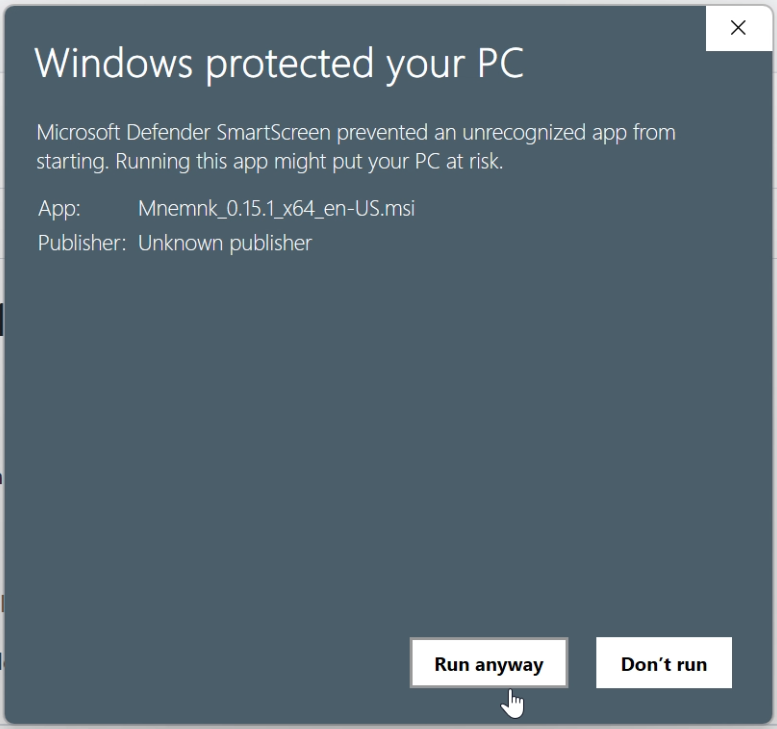 Windows protected your PC
Microsoft Defender SmartScreen prevented an unrecognized app from
starting. Running this app might put your PC at risk.
App: Mnemnk_0.15.1_x64_en-US.msi
Publisher: Unknown publisher
Run anyway Don't run